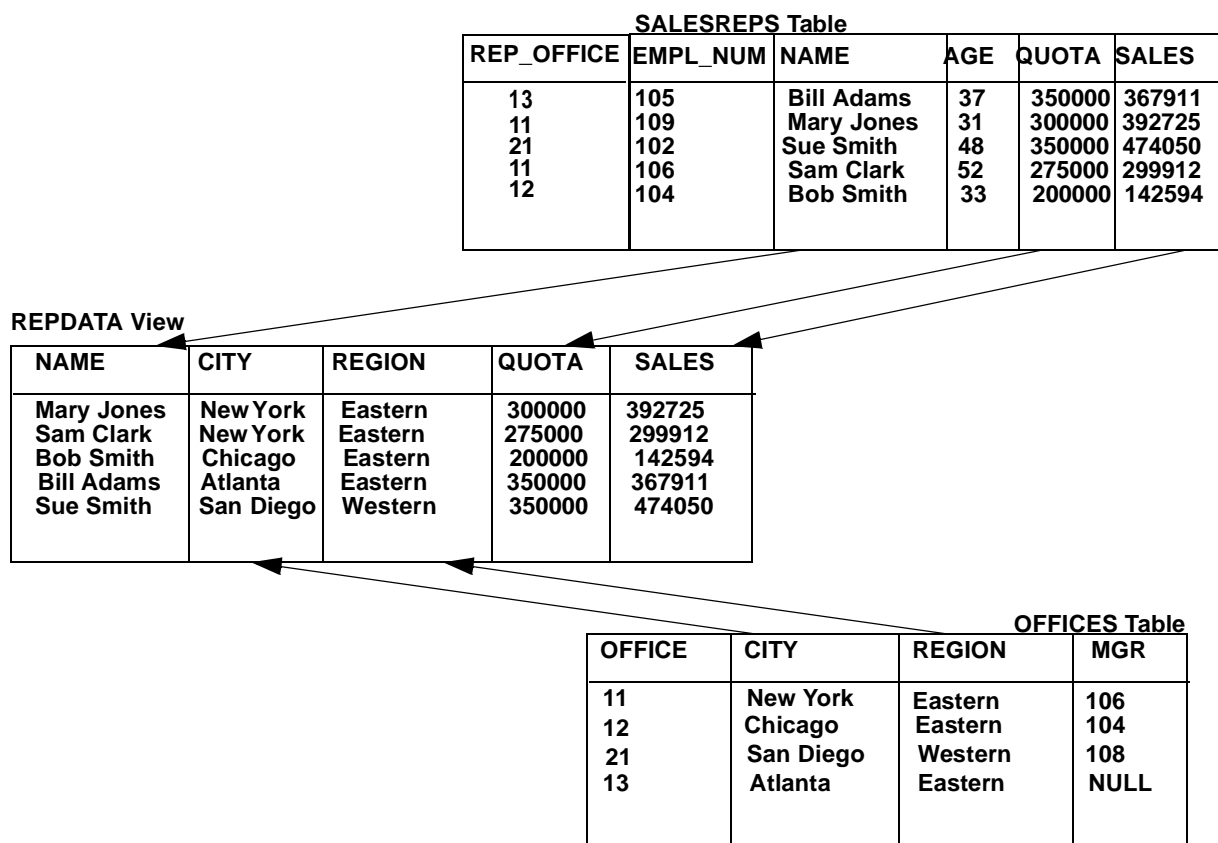 SALESREPS Table
REP_OFFICE EMPL_NUM NAME AGE QUOTA SALES
13 105 Bill Adams 37 350000 367911
11 109 Mary Jones 31 300000 392725
21 102 Sue Smith 48 350000 474050
11 106 Sam Clark 52 275000 299912
12 104 Bob Smith 33 200000 142594
REPDATA View
NAME CITY REGION QUOTA SALES
Mary Jones New York Eastern 300000 392725
Sam Clark New York Eastern 275000 299912
Bob Smith Chicago Eastern 200000 142594
Bill Adams Atlanta Eastern 350000 367911
Sue Smith San Diego Western 350000 474050
OFFICES Table
OFFICE CITY REGION MGR
11 New York Eastern 106
12 Chicago Eastern 104
21 San Diego Western 108
13 Atlanta Eastern NULL